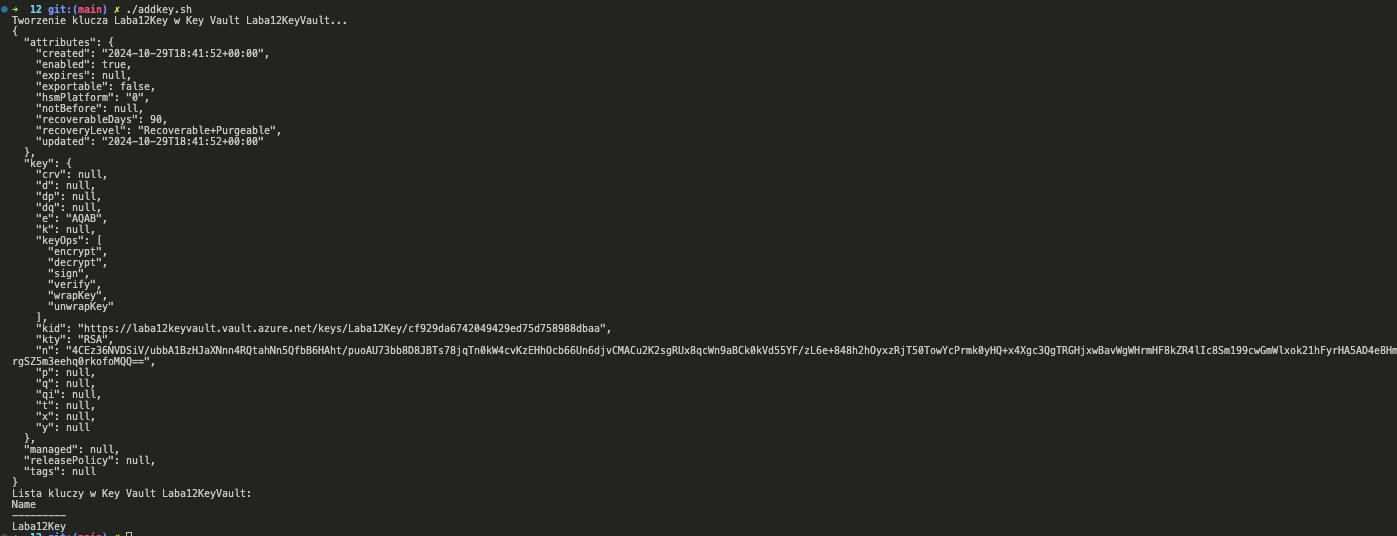 ➜  12 git:(main) ✗ ./addkey.sh
Tworzenie klucza Laba12Key w Key Vault Laba12KeyVault...
{
  "attributes": {
    "created": "2024-10-29T18:41:52+00:00",
    "enabled": true,
    "expires": null,
    "exportable": false,
    "hsmPlatform": "0",
    "notBefore": null,
    "recoverableDays": 90,
    "recoveryLevel": "Recoverable+Purgeable",
    "updated": "2024-10-29T18:41:52+00:00"
  },
  "key": {
    "crv": null,
    "d": null,
    "dp": null,
    "dq": null,
    "e": "AQAB",
    "k": null,
    "keyOps": [
      "encrypt",
      "decrypt",
      "sign",
      "verify",
      "wrapKey",
      "unwrapKey"
    ],
    "kid": "https://laba12keyvault.vault.azure.net/keys/Laba12Key/cf929da6742049429ed75d758988dbaa",
    "kty": "RSA",
    "n": "4CEz36NVDSiV/ubbA1BzHJaXNnn4RQtahNn5QfbB6HAht/puoAU73bb8D8JBTs78jqTn0kW4cvKzEHhOcb66Un6djvCMACu2K2sgRUx8qcWn9aBCk0kVd55YF/zL6e+848h2hOyxzRjT50TowYcPrmk0yHQ+x4Xgc3QgTRGHjxwBavWgWHrmHF8kZR4lIc8Sm199cwGmWlxok21hFyrHA5AD4e8Hm
rgSZ5m3eehq0rkofoMQQ==",
    "p": null,
    "q": null,
    "qi": null,
    "t": null,
    "x": null,
    "y": null
  },
  "managed": null,
  "releasePolicy": null,
  "tags": null
}
Lista kluczy w Key Vault Laba12KeyVault:
Name
---------
Laba12Key
➜  12 git:(main) ✗